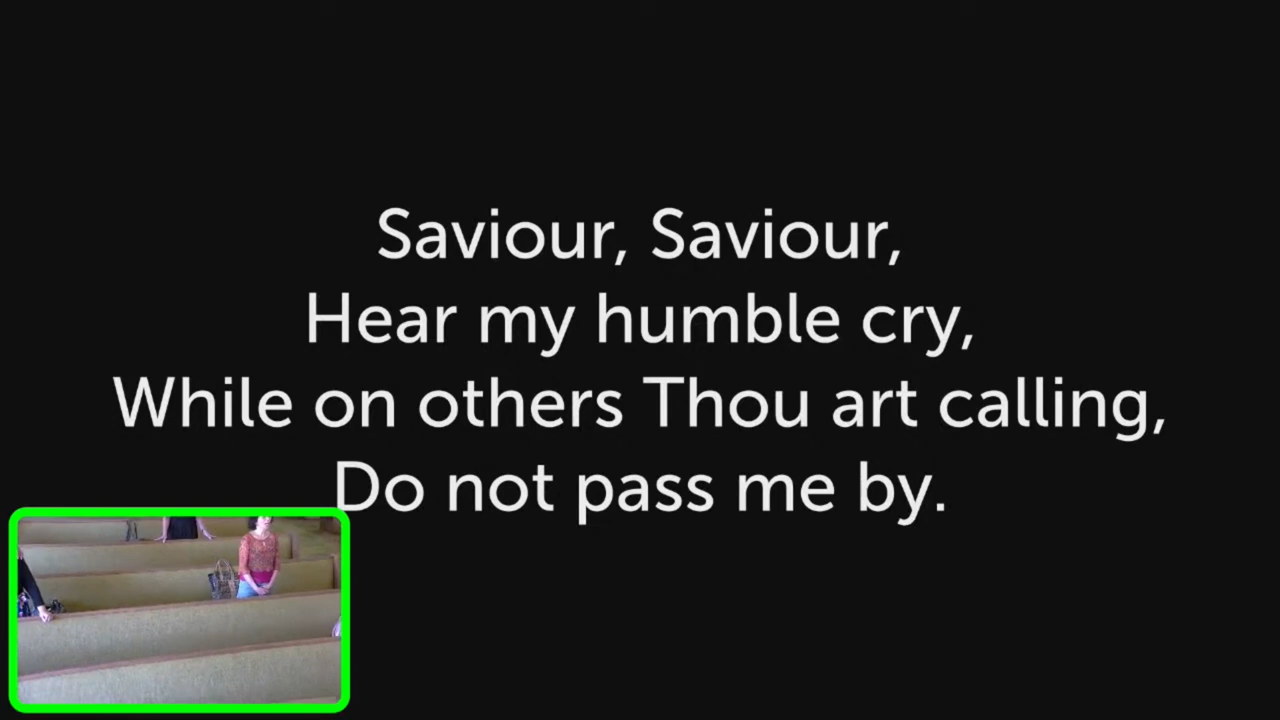 Saviour, Saviour,
Hear my humble cry,
While on others Thou art calling,
Do not pass me by.